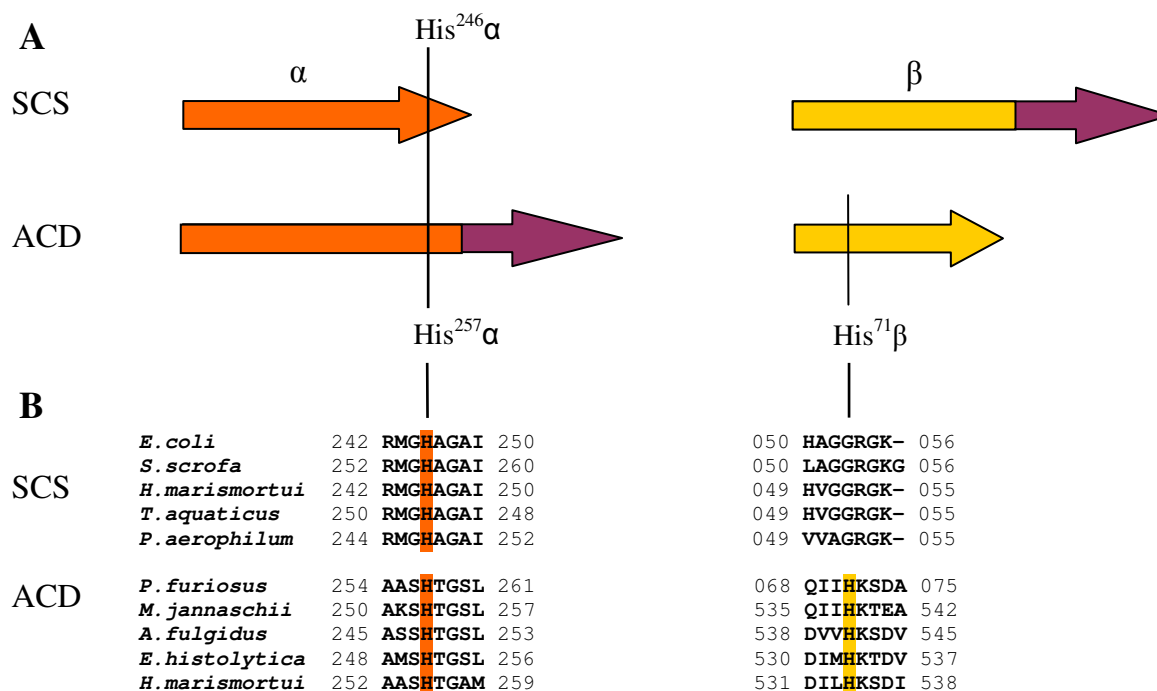 A
His²⁴⁶α
α
β
SCS
ACD
His²⁵⁷α
His⁷¹β
B
SCS
E.coli 242 RMGHAGAI 250 050 HAGGRGK– 056
S.scrofa 252 RMGHAGAI 260 050 LAGGRGKG 056
H.marismortui 242 RMGHAGAI 250 049 HVGGRGK– 055
T.aquaticus 250 RMGHAGAI 248 049 HVGGRGK– 055
P.aerophilum 244 RMGHAGAI 252 049 VVAGRGK– 055
ACD
P.furiosus 254 AASHTGSL 261 068 QIIHKSDA 075
M.jannaschii 250 AKSHTGSL 257 535 QIIHKTEA 542
A.fulgidus 245 ASSHTGSL 253 538 DVVHKSDV 545
E.histolytica 248 AMSHTGSL 256 530 DIMHKTDV 537
H.marismortui 252 AASHTGAM 259 531 DILHKSDI 538